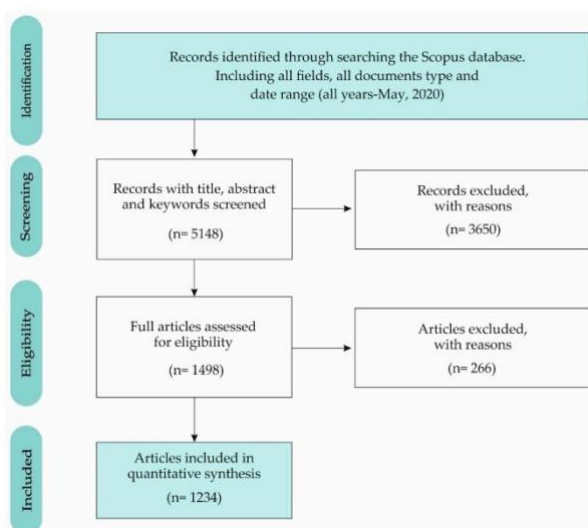 Identification
Records identified through searching the Scopus database.
Including all fields, all documents type and
date range (all years-May, 2020)
Screening
Records with title, abstract
and keywords screened
(n= 5148)
Records excluded,
with reasons
(n= 3650)
Eligibility
Full articles assessed
for eligibility
(n= 1498)
Articles excluded,
with reasons
(n= 266)
Included
Articles included in
quantitative synthesis
(n= 1234)